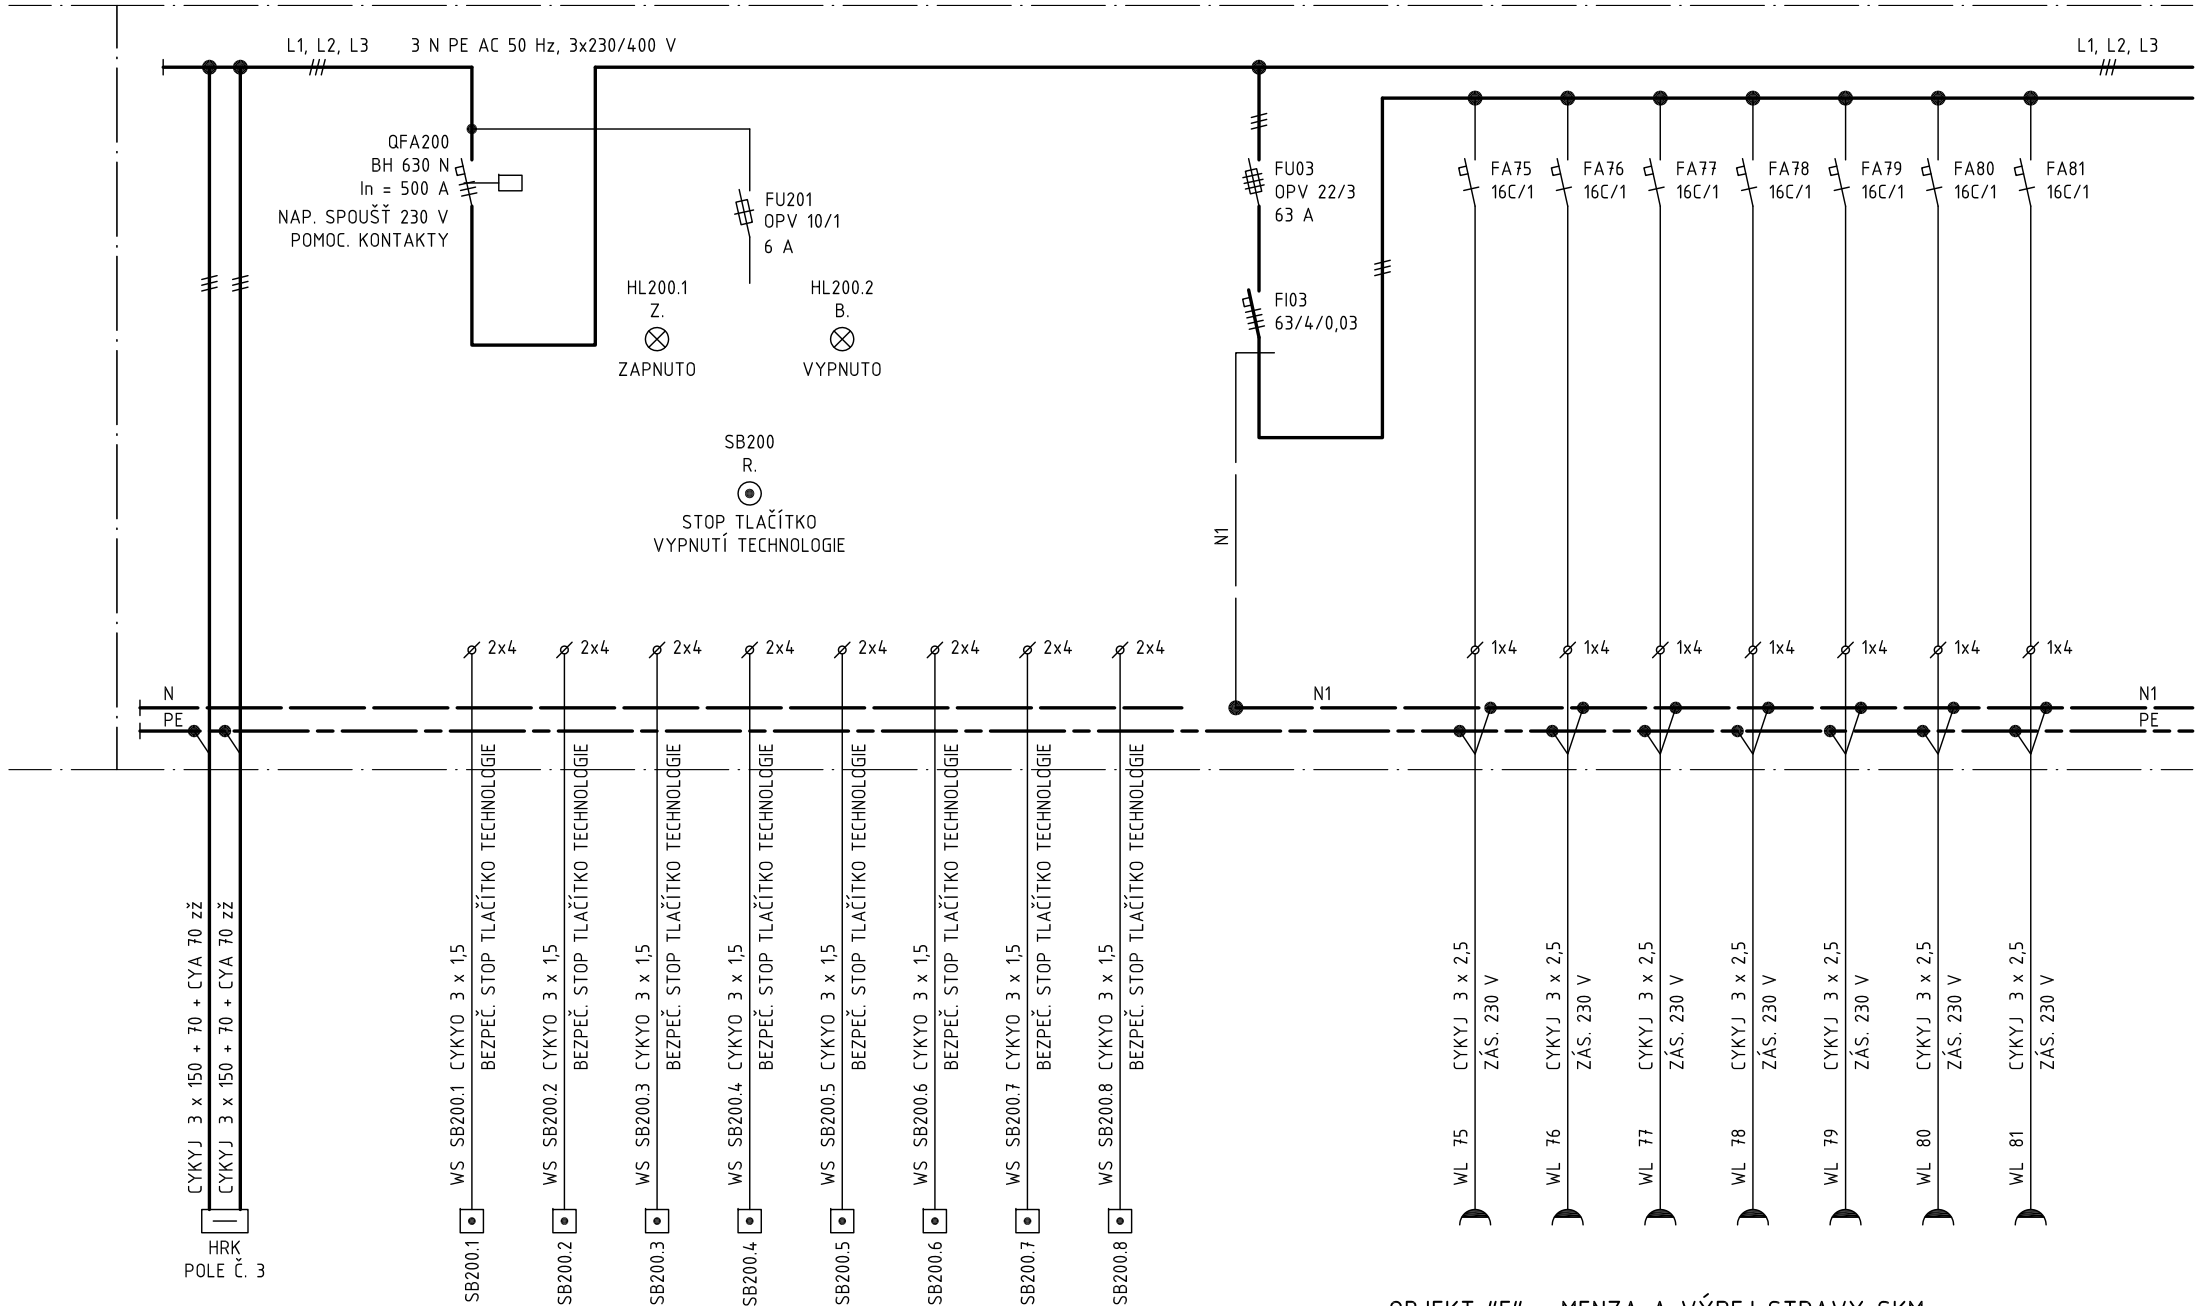 L1, L2, L3 3 N PE AC 50 Hz, 3x230/400 V
L1, L2, L3
QFA200
BH 630 N
In = 500 A
NAP. SPOUŠŤ 230 V
POMOC. KONTAKTY
FU201
OPV 10/1
6 A
HL200.1
Z.
ZAPNUTO
HL200.2
B.
VYPNUTO
SB200
R.
STOP TLAČÍTKO
VYPNUTÍ TECHNOLOGIE
FU03
OPV 22/3
63 A
FI03
63/4/0,03
N1
FA75
16C/1
FA76
16C/1
FA77
16C/1
FA78
16C/1
FA79
16C/1
FA80
16C/1
FA81
16C/1
2x4
2x4
2x4
2x4
2x4
2x4
2x4
2x4
1x4
1x4
1x4
1x4
1x4
1x4
1x4
N
PE
N1
N1
PE
CYKYJ 3 x 150 + 70 + CYA 70 zž
CYKYJ 3 x 150 + 70 + CYA 70 zž
HRK
POLE Č. 3
WS SB200.1 CYKYO 3 x 1,5
BEZPEČ. STOP TLAČÍTKO TECHNOLOGIE
SB200.1
WS SB200.2 CYKYO 3 x 1,5
BEZPEČ. STOP TLAČÍTKO TECHNOLOGIE
SB200.2
WS SB200.3 CYKYO 3 x 1,5
BEZPEČ. STOP TLAČÍTKO TECHNOLOGIE
SB200.3
WS SB200.4 CYKYO 3 x 1,5
BEZPEČ. STOP TLAČÍTKO TECHNOLOGIE
SB200.4
WS SB200.5 CYKYO 3 x 1,5
BEZPEČ. STOP TLAČÍTKO TECHNOLOGIE
SB200.5
WS SB200.6 CYKYO 3 x 1,5
BEZPEČ. STOP TLAČÍTKO TECHNOLOGIE
SB200.6
WS SB200.7 CYKYO 3 x 1,5
BEZPEČ. STOP TLAČÍTKO TECHNOLOGIE
SB200.7
WS SB200.8 CYKYO 3 x 1,5
BEZPEČ. STOP TLAČÍTKO TECHNOLOGIE
SB200.8
WL 75 CYKYJ 3 x 2,5
ZÁS. 230 V
WL 76 CYKYJ 3 x 2,5
ZÁS. 230 V
WL 77 CYKYJ 3 x 2,5
ZÁS. 230 V
WL 78 CYKYJ 3 x 2,5
ZÁS. 230 V
WL 79 CYKYJ 3 x 2,5
ZÁS. 230 V
WL 80 CYKYJ 3 x 2,5
ZÁS. 230 V
WL 81 CYKYJ 3 x 2,5
ZÁS. 230 V
MENZA A VÝDEJ STRAVY SKM